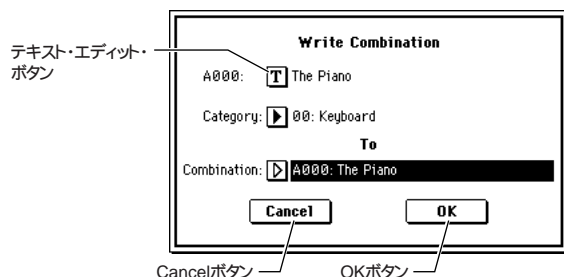 Write Combination
テキスト・エディット・
ボタン
A000: T The Piano
Category: 00: Keyboard
To
Combination: A000: The Piano
Cancel OK
Cancelボタン OKボタン